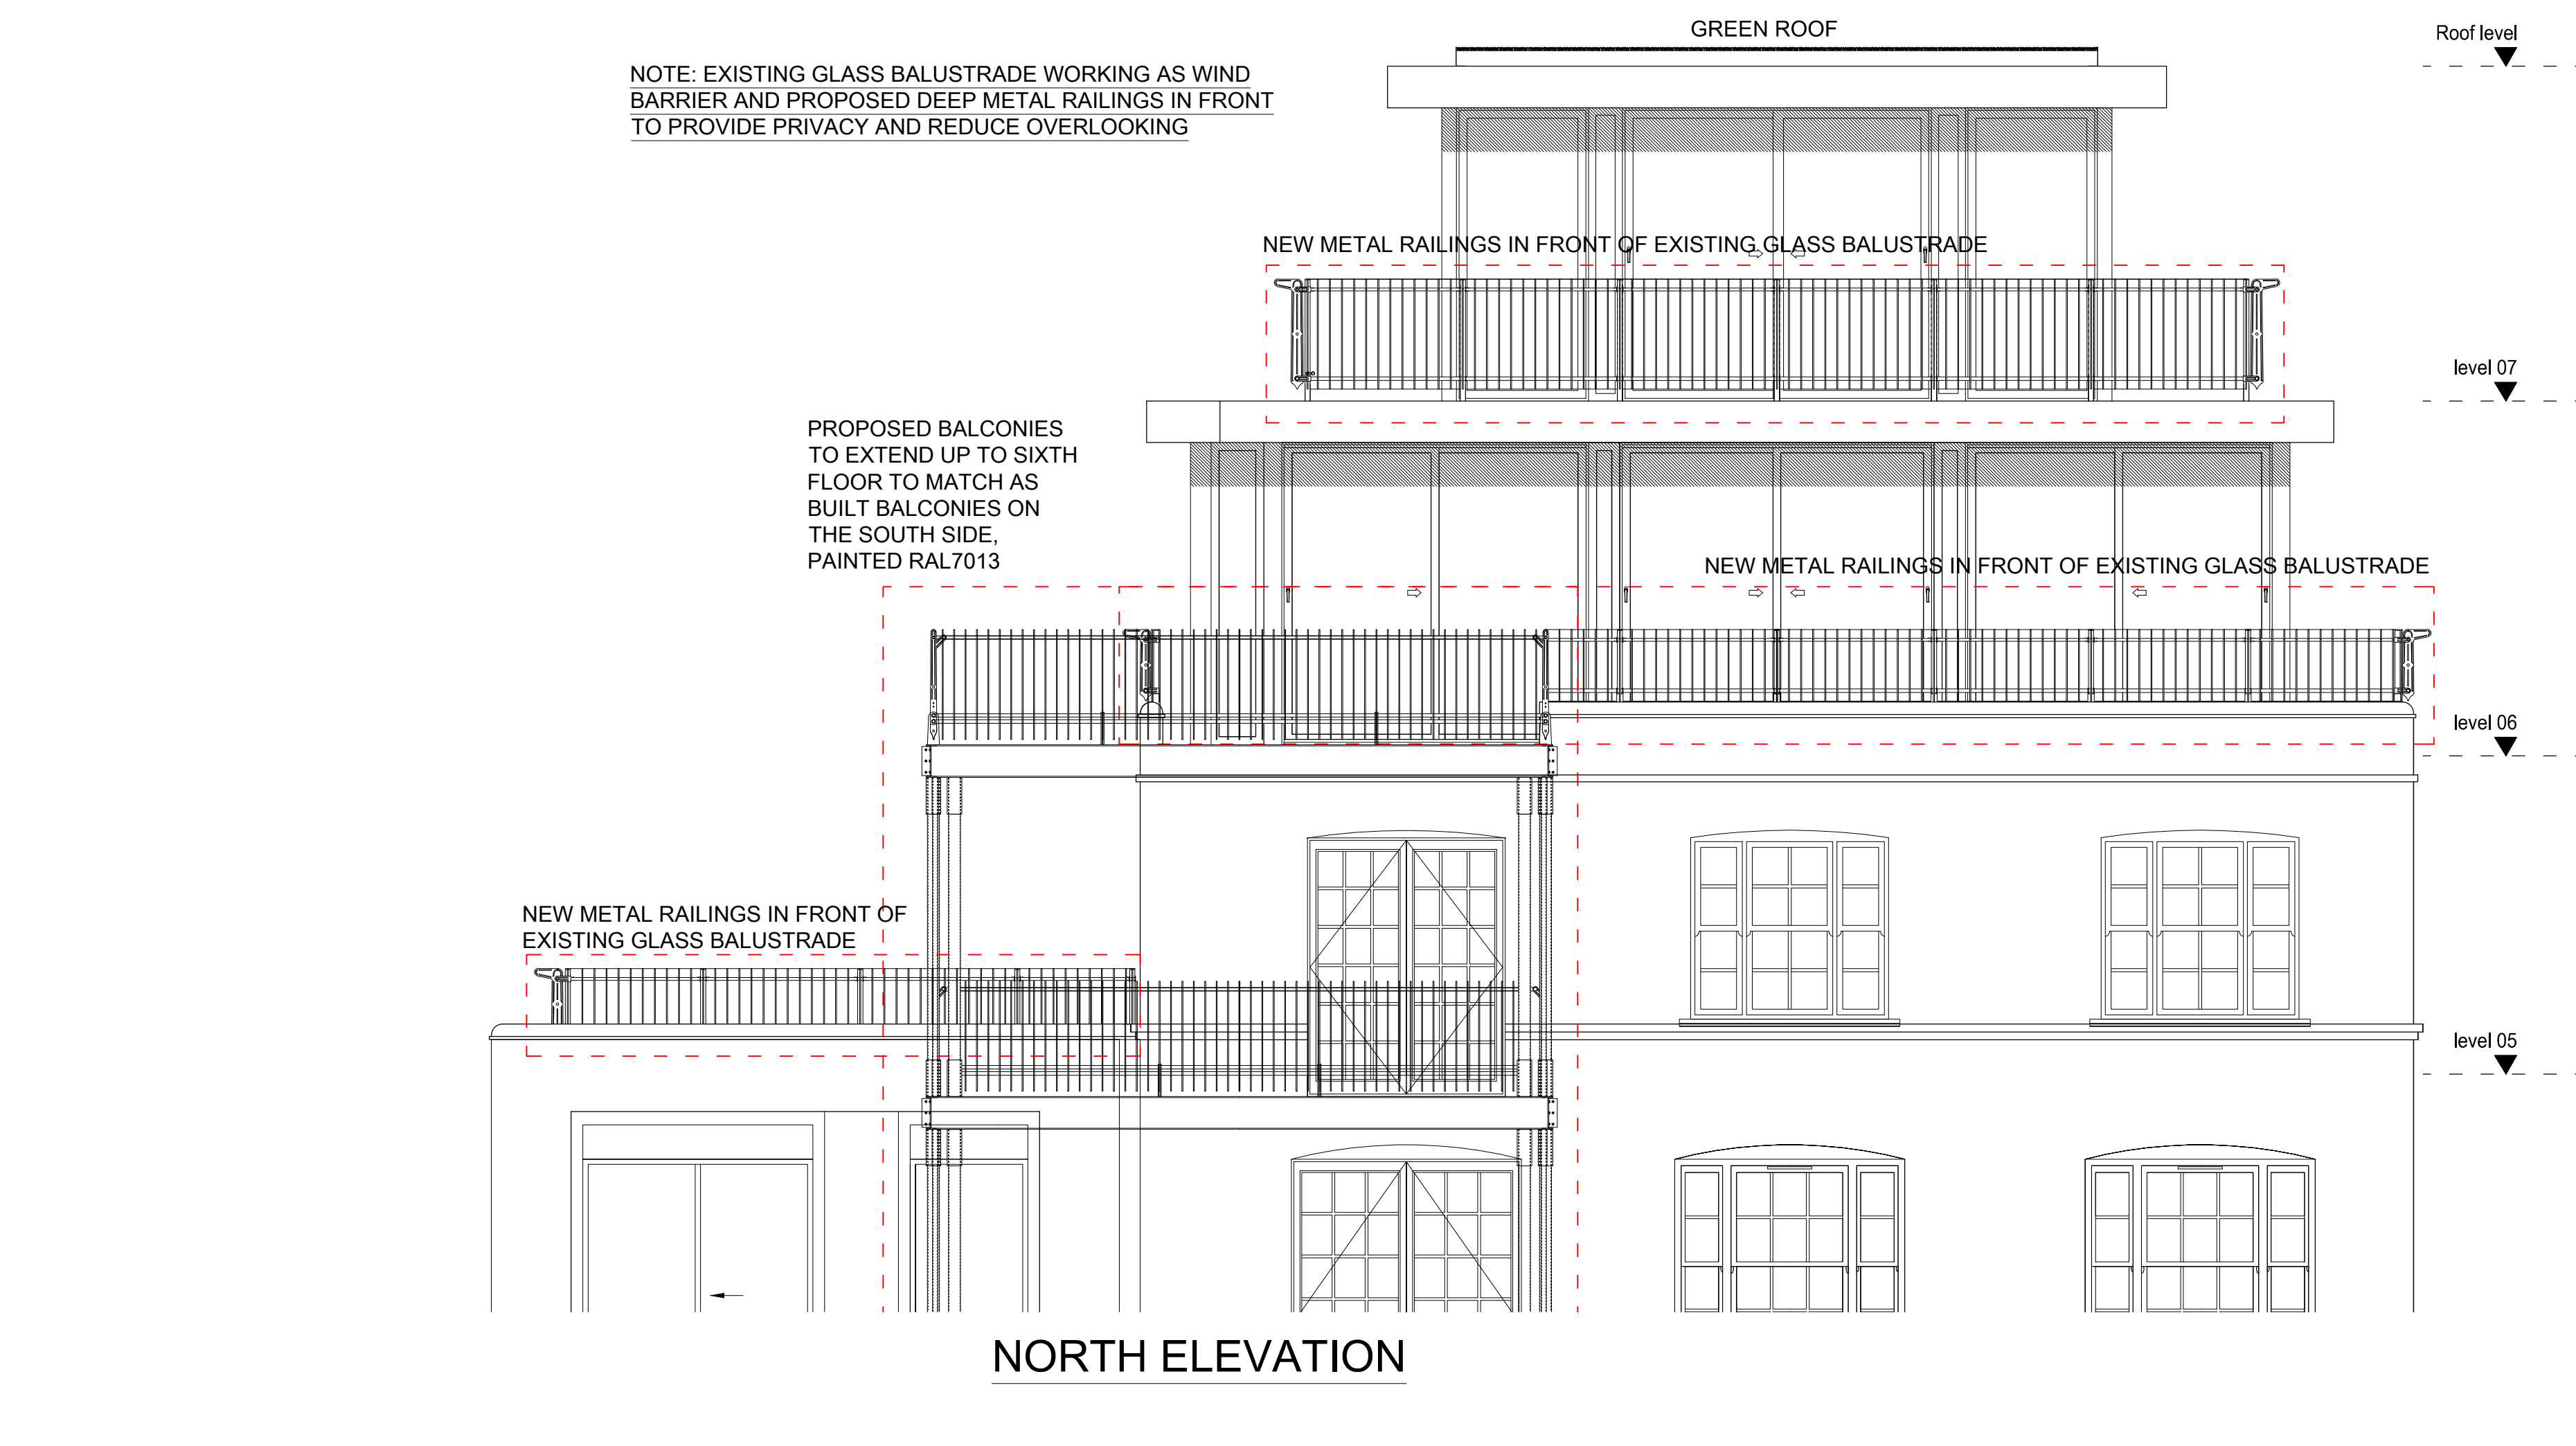 GREEN ROOF
Roof level
NOTE: EXISTING GLASS BALUSTRADE WORKING AS WIND
BARRIER AND PROPOSED DEEP METAL RAILINGS IN FRONT
TO PROVIDE PRIVACY AND REDUCE OVERLOOKING
NEW METAL RAILINGS IN FRONT OF EXISTING GLASS BALUSTRADE
level 07
PROPOSED BALCONIES
TO EXTEND UP TO SIXTH
FLOOR TO MATCH AS
BUILT BALCONIES ON
THE SOUTH SIDE,
PAINTED RAL7013
NEW METAL RAILINGS IN FRONT OF EXISTING GLASS BALUSTRADE
level 06
NEW METAL RAILINGS IN FRONT OF
EXISTING GLASS BALUSTRADE
level 05
NORTH ELEVATION